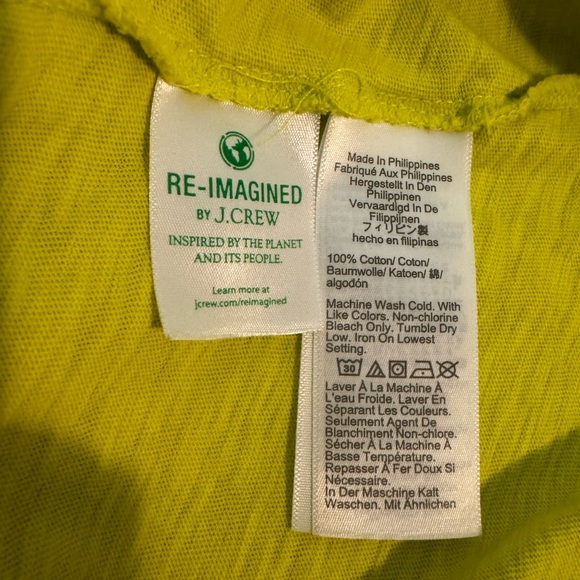 RE-IMAGINED
BY J.CREW
INSPIRED BY THE PLANET
AND ITS PEOPLE.
Learn more at
jcrew.com/reimagined
Made In Philippines
Fabriqué Aux Philippines
Hergestellt In Den
Philippinen
Vervaardigd In De
Filippijnen
フィリピン製
hecho en filipinas
100% Cotton/ Coton/
Baumwolle/ Katoen/ 綿/
algodón
Machine Wash Cold. With
Like Colors. Non-chlorine
Bleach Only. Tumble Dry
Low. Iron On Lowest
Setting.
30
Laver À La Machine À
L'eau Froide. Laver En
Séparant Les Couleurs.
Seulement Agent De
Blanchiment Non-chlore.
Sécher À La Machine À
Basse Température.
Repasser À Fer Doux Si
Nécessaire.
In Der Maschine Kalt
Waschen. Mit Ähnlichen